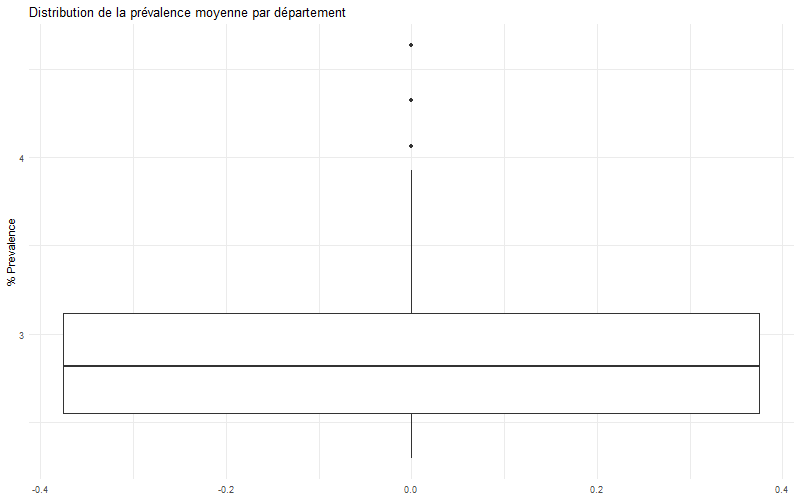 Distribution de la prévalence moyenne par département
% Prevalence
4
3
-0.4 -0.2 0.0 0.2 0.4